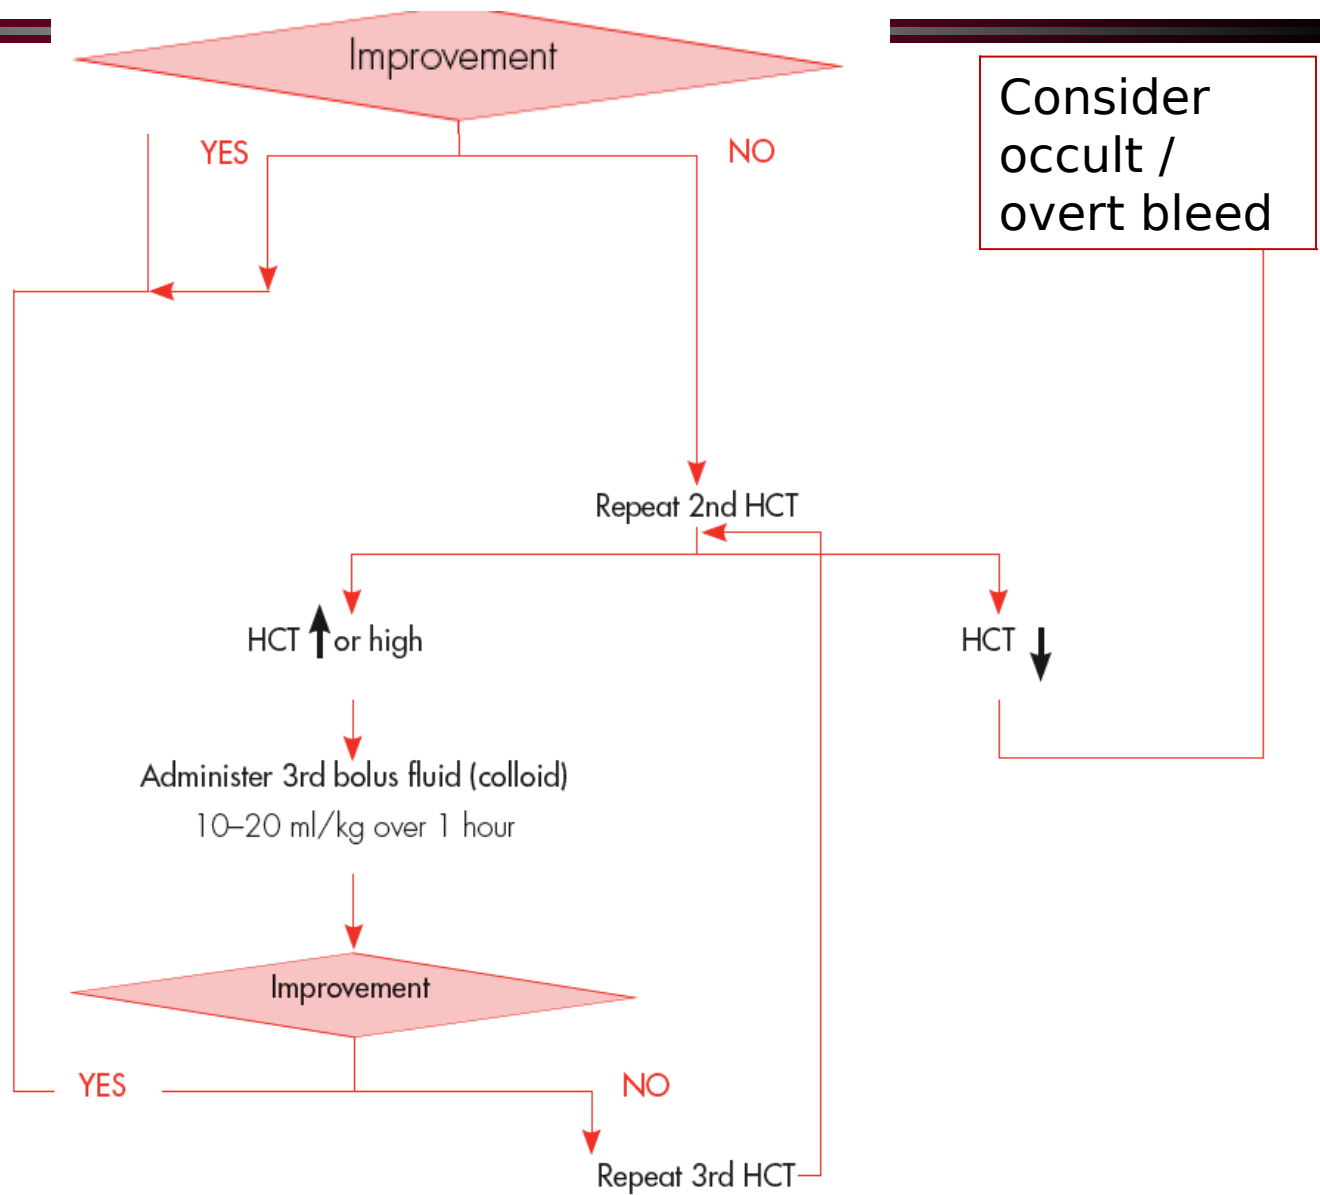 Improvement
Consider
occult /
overt bleed
YES
NO
Repeat 2nd HCT
HCT or high
HCT
Administer 3rd bolus fluid (colloid)
10–20 ml/kg over 1 hour
Improvement
YES
NO
Repeat 3rd HCT